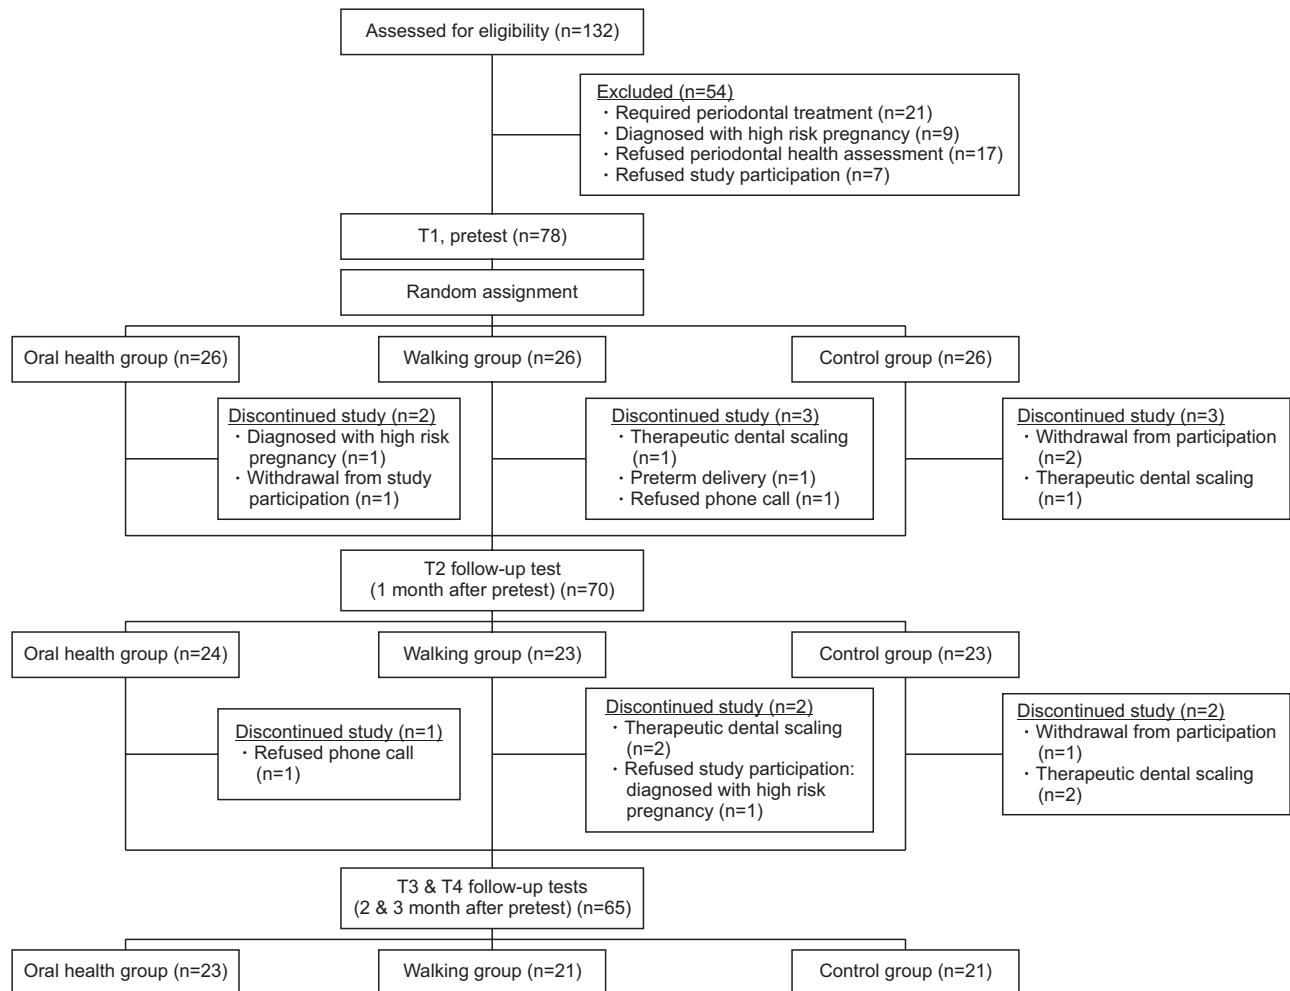 Assessed for eligibility (n=132)
Excluded (n=54)
· Required periodontal treatment (n=21)
· Diagnosed with high risk pregnancy (n=9)
· Refused periodontal health assessment (n=17)
· Refused study participation (n=7)
T1, pretest (n=78)
Random assignment
Oral health group (n=26)
Walking group (n=26)
Control group (n=26)
Discontinued study (n=2)
· Diagnosed with high risk
pregnancy (n=1)
· Withdrawal from study
participation (n=1)
Discontinued study (n=3)
· Therapeutic dental scaling
(n=1)
· Preterm delivery (n=1)
· Refused phone call (n=1)
Discontinued study (n=3)
· Withdrawal from participation
(n=2)
· Therapeutic dental scaling
(n=1)
T2 follow-up test
(1 month after pretest) (n=70)
Oral health group (n=24)
Walking group (n=23)
Control group (n=23)
Discontinued study (n=1)
· Refused phone call
(n=1)
Discontinued study (n=2)
· Therapeutic dental scaling
(n=2)
· Refused study participation:
diagnosed with high risk
pregnancy (n=1)
Discontinued study (n=2)
· Withdrawal from participation
(n=1)
· Therapeutic dental scaling
(n=2)
T3 & T4 follow-up tests
(2 & 3 month after pretest) (n=65)
Oral health group (n=23)
Walking group (n=21)
Control group (n=21)